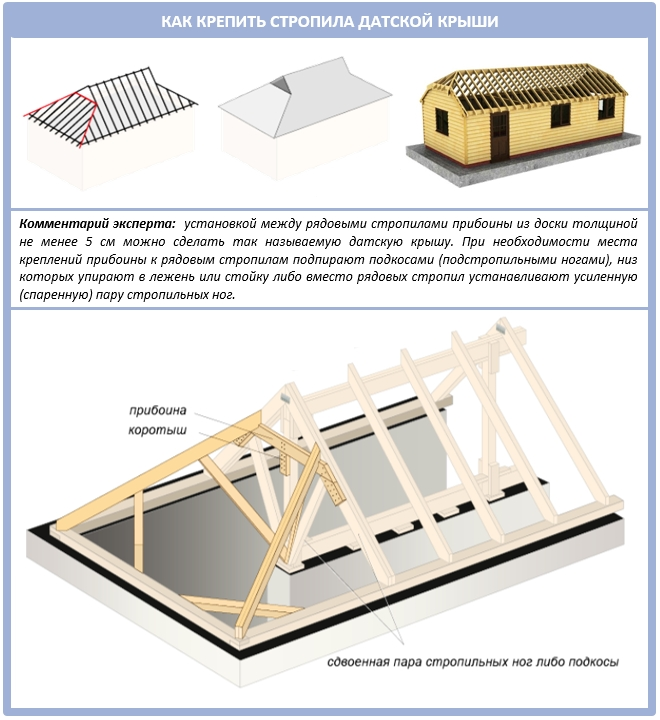 КАК КРЕПИТЬ СТРОПИЛА ДАТСКОЙ КРЫШИ
Комментарий эксперта: установкой между рядовыми стропилами прибоины из доски толщиной
не менее 5 см можно сделать так называемую датскую крышу. При необходимости места
креплений прибоины к рядовым стропилам подпирают подкосами (подстропильными ногами), низ
которых упирают в лежень или стойку либо вместо рядовых стропил устанавливают усиленную
(спаренную) пару стропильных ног.
прибоина
коротыш
сдвоенная пара стропильных ног либо подкосы